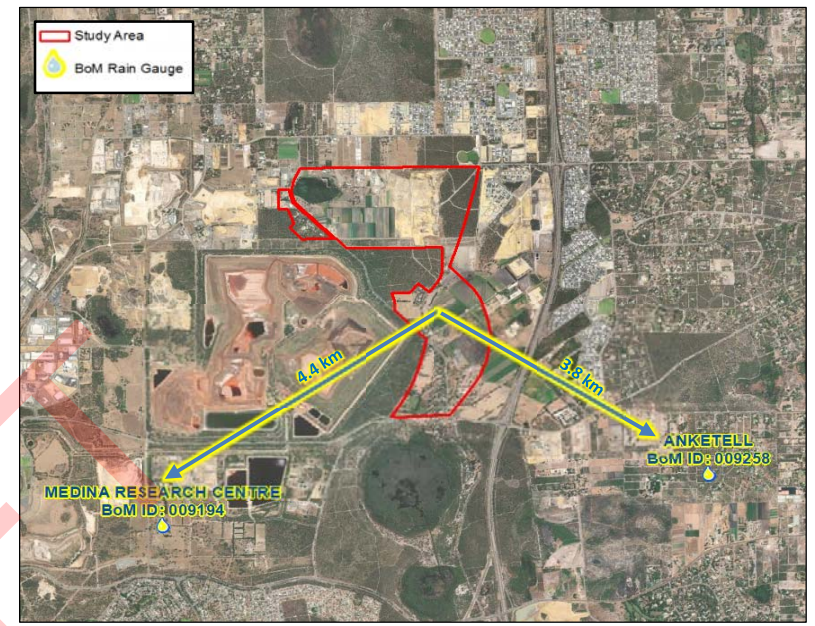 Study Area
BoM Rain Gauge
4.4 km
3.8 km
ANKETELL
BoM ID: 009258
MEDINA RESEARCH CENTRE
BoM ID: 009194